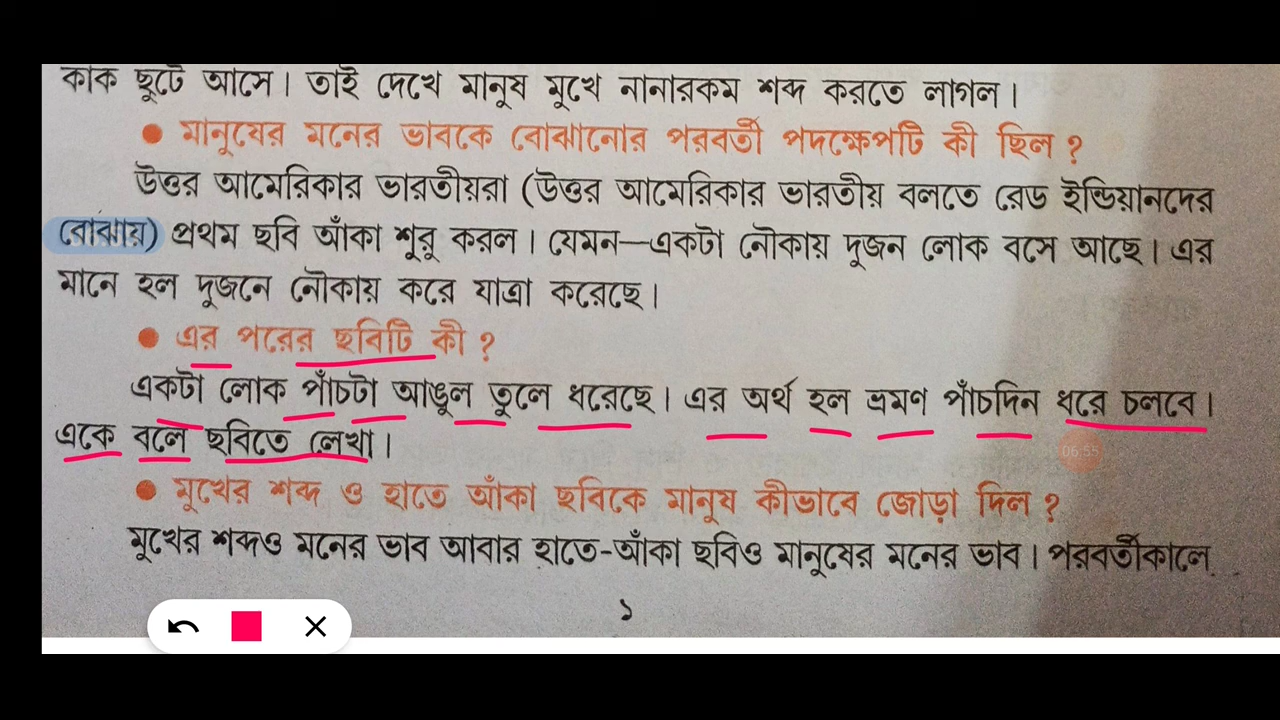 কাক ছুটে আসে। তাই দেখে মানুষ মুখে নানারকম শব্দ করতে লাগল।
● মানুষের মনের ভাবকে বোঝানোর পরবর্তী পদক্ষেপটি কী ছিল ?
উত্তর আমেরিকার ভারতীয়রা (উত্তর আমেরিকার ভারতীয় বলতে রেড ইন্ডিয়ানদের
বোঝায়) প্রথম ছবি আঁকা শুরু করল। যেমন—একটা নৌকায় দুজন লোক বসে আছে। এর
মানে হল দুজনে নৌকায় করে যাত্রা করেছে।
● এর পরের ছবিটি কী ?
একটা লোক পাঁচটা আঙুল তুলে ধরেছে। এর অর্থ হল ভ্রমণ পাঁচদিন ধরে চলবে।
একে বলে ছবিতে লেখা।
06:55
● মুখের শব্দ ও হাতে আঁকা ছবিকে মানুষ কীভাবে জোড়া দিল ?
মুখের শব্দও মনের ভাব আবার হাতে-আঁকা ছবিও মানুষের মনের ভাব। পরবর্তীকালে
১